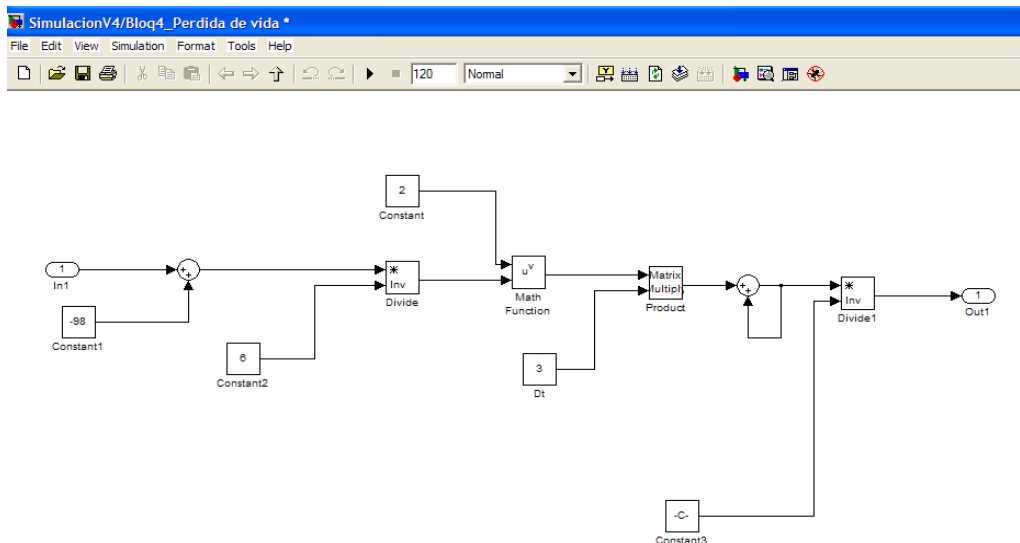 SimulacionV4/Bloq4_Perdida de vida *
File Edit View Simulation Format Tools Help
120 Normal
2
Constant
1
In1
+
+
*
Inv
Divide
u^v
Math
Function
Matrix
Multipl
Product
+
+
*
Inv
Divide1
1
Out1
-98
Constant1
6
Constant2
3
Dt
-C-
Constant3